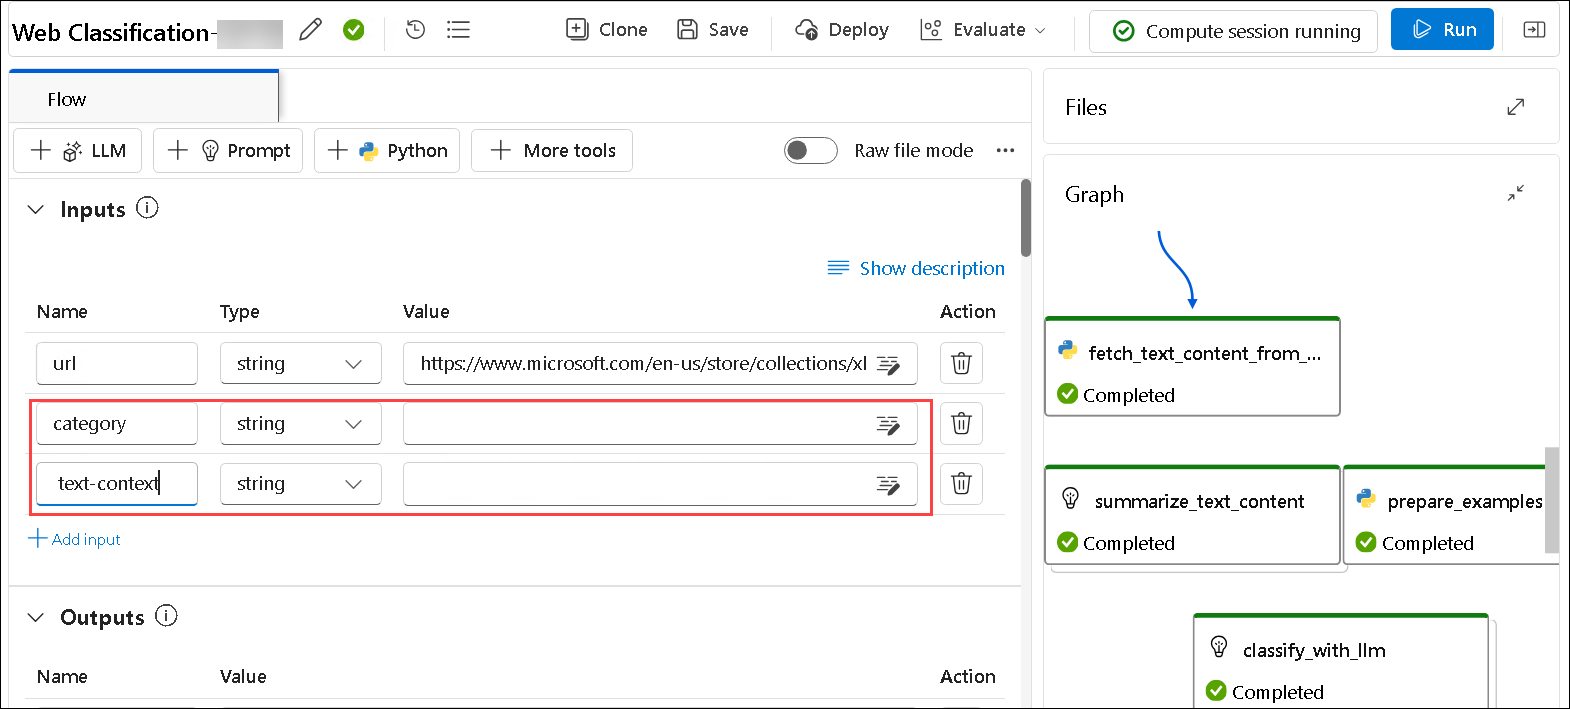 Web Classification-
Clone
Save
Deploy
Evaluate
Compute session running
Run
Flow
LLM
Prompt
Python
More tools
Raw file mode
Inputs
Show description
Name Type Value Action
url string https://www.microsoft.com/en-us/store/collections/xl
category string
text-context string
Add input
Outputs
Name Value Action
Files
Graph
fetch_text_content_from_...
Completed
summarize_text_content
Completed
prepare_examples
Completed
classify_with_llm
Completed